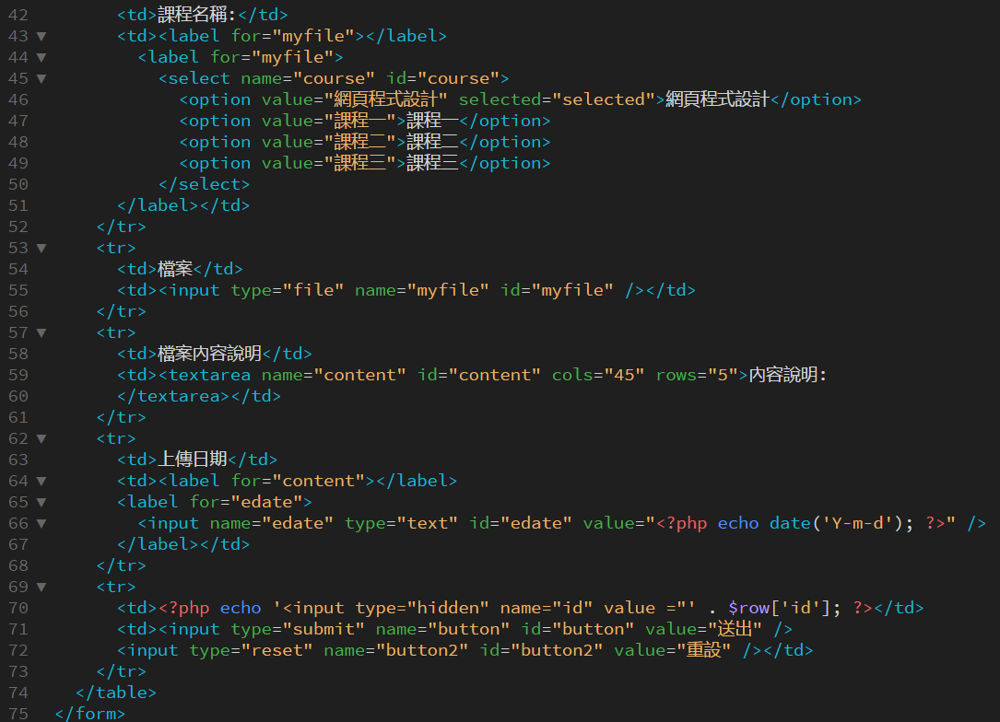 42 <td>課程名稱:</td>
43 <td><label for="myfile"></label>
44 <label for="myfile">
45 <select name="course" id="course">
46 <option value="網頁程式設計" selected="selected">網頁程式設計</option>
47 <option value="課程一">課程一</option>
48 <option value="課程二">課程二</option>
49 <option value="課程三">課程三</option>
50 </select>
51 </label></td>
52 </tr>
53 <tr>
54 <td>檔案</td>
55 <td><input type="file" name="myfile" id="myfile" /></td>
56 </tr>
57 <tr>
58 <td>檔案內容說明</td>
59 <td><textarea name="content" id="content" cols="45" rows="5">內容說明:
60 </textarea></td>
61 </tr>
62 <tr>
63 <td>上傳日期</td>
64 <td><label for="content"></label>
65 <label for="edate">
66 <input name="edate" type="text" id="edate" value="<?php echo date('Y-m-d'); ?>" />
67 </label></td>
68 </tr>
69 <tr>
70 <td><?php echo '<input type="hidden" name="id" value ="' . $row['id']; ?></td>
71 <td><input type="submit" name="button" id="button" value="送出" />
72 <input type="reset" name="button2" id="button2" value="重設" /></td>
73 </tr>
74 </table>
75 </form>